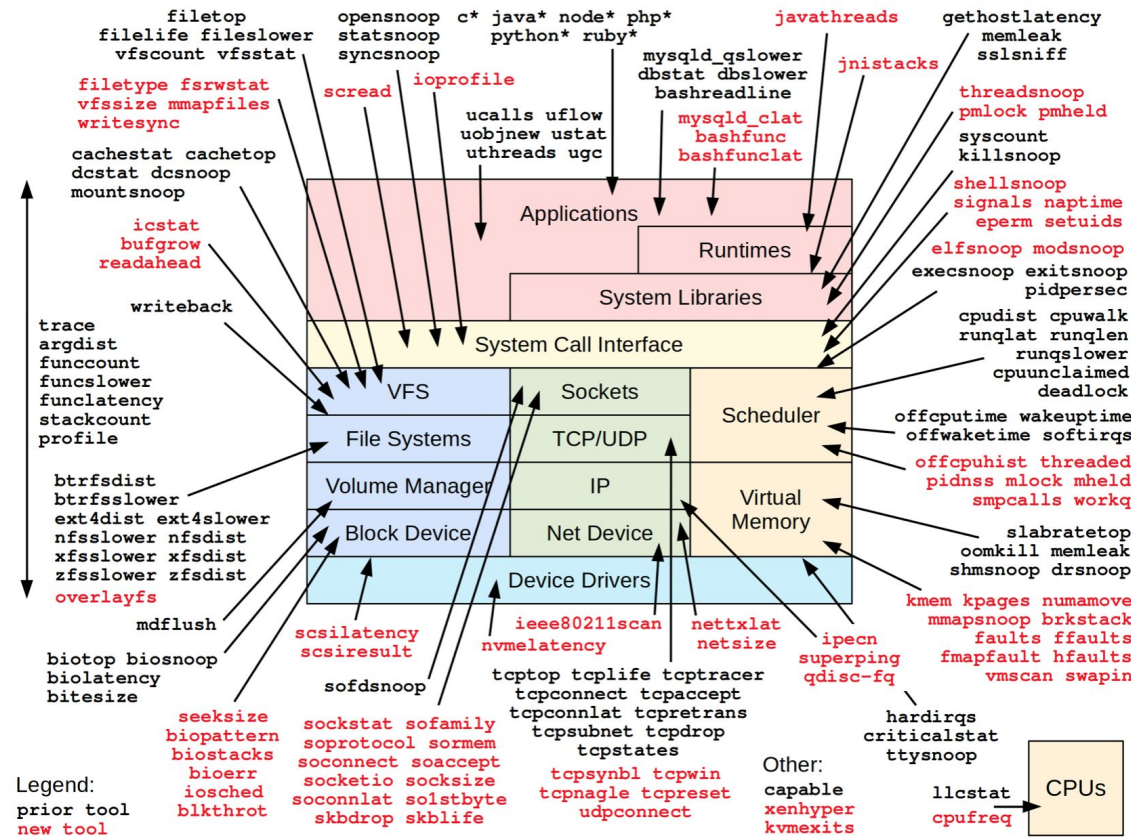 filetop
filelife fileslower
vfscount vfsstat
opensnoop
statsnoop
syncsnoop
c* java* node* php*
python* ruby*
javathreads
gethostlatency
memleak
sslsniff
filetype fsrwstat
vfssize mmapfiles
writesync
scread
ioprofile
mysqld_qslower
dbstat dbslower
bashreadline
jnistacks
ucalls uflow
uobjnew ustat
uthreads ugc
mysqld_clat
bashfunc
bashfunclat
threadsnoop
pmlock pmheld
syscount
killsnoop
cachestat cachetop
dcstat dcsnoop
mountsnoop
shellsnoop
signals naptime
eperm setuids
icstat
bufgrow
readahead
elfsnoop modsnoop
execsnoop exitsnoop
pidpersec
writeback
Applications
Runtimes
System Libraries
System Call Interface
VFS
Sockets
Scheduler
File Systems
TCP/UDP
Volume Manager
IP
Virtual
Memory
Block Device
Net Device
Device Drivers
trace
argdist
funccount
funcslower
funclatency
stackcount
profile
cpudist cpuwalk
runqlat runqlen
runqslower
cpuunclaimed
deadlock
offcputime wakeuptime
offwaketime softirqs
offcpuhist threaded
pidnss mlock mheld
smpcalls workq
btrfsdist
btrfsslower
ext4dist ext4slower
nfsslower nfsdist
xfsslower xfsdist
zfsslower zfsdist
overlayfs
slabratetop
oomkill memleak
shmsnoop drsnoop
kmem kpages numamove
mmapsnoop brkstack
faults ffaults
fmapfault hfaults
vmscan swapin
mdflush
scsilatency
scsiresult
nvmelatency
ieee80211scan
nettxlat
netsize
ipecn
superping
qdisc-fq
biotop biosnoop
biolatency
bitesize
sofdsnoop
tcptop tcplife tcptracer
tcpconnect tcpaccept
tcpconnlat tcpretrans
tcpsubnet tcpdrop
tcpstates
hardirqs
criticalstat
ttysnoop
seeksize
biopattern
biostacks
bioerr
iosched
blkthrot
sockstat sofamily
soprotocol sormem
soconnect soaccept
socketio socksize
soconnlat so1stbyte
skbdrop skblife
tcpsynbl tcpwin
tcpnagle tcpreset
udpconnect
Other:
capable
xenhyper
kvmexits
llcstat
cpufreq
CPUs
Legend:
prior tool
new tool